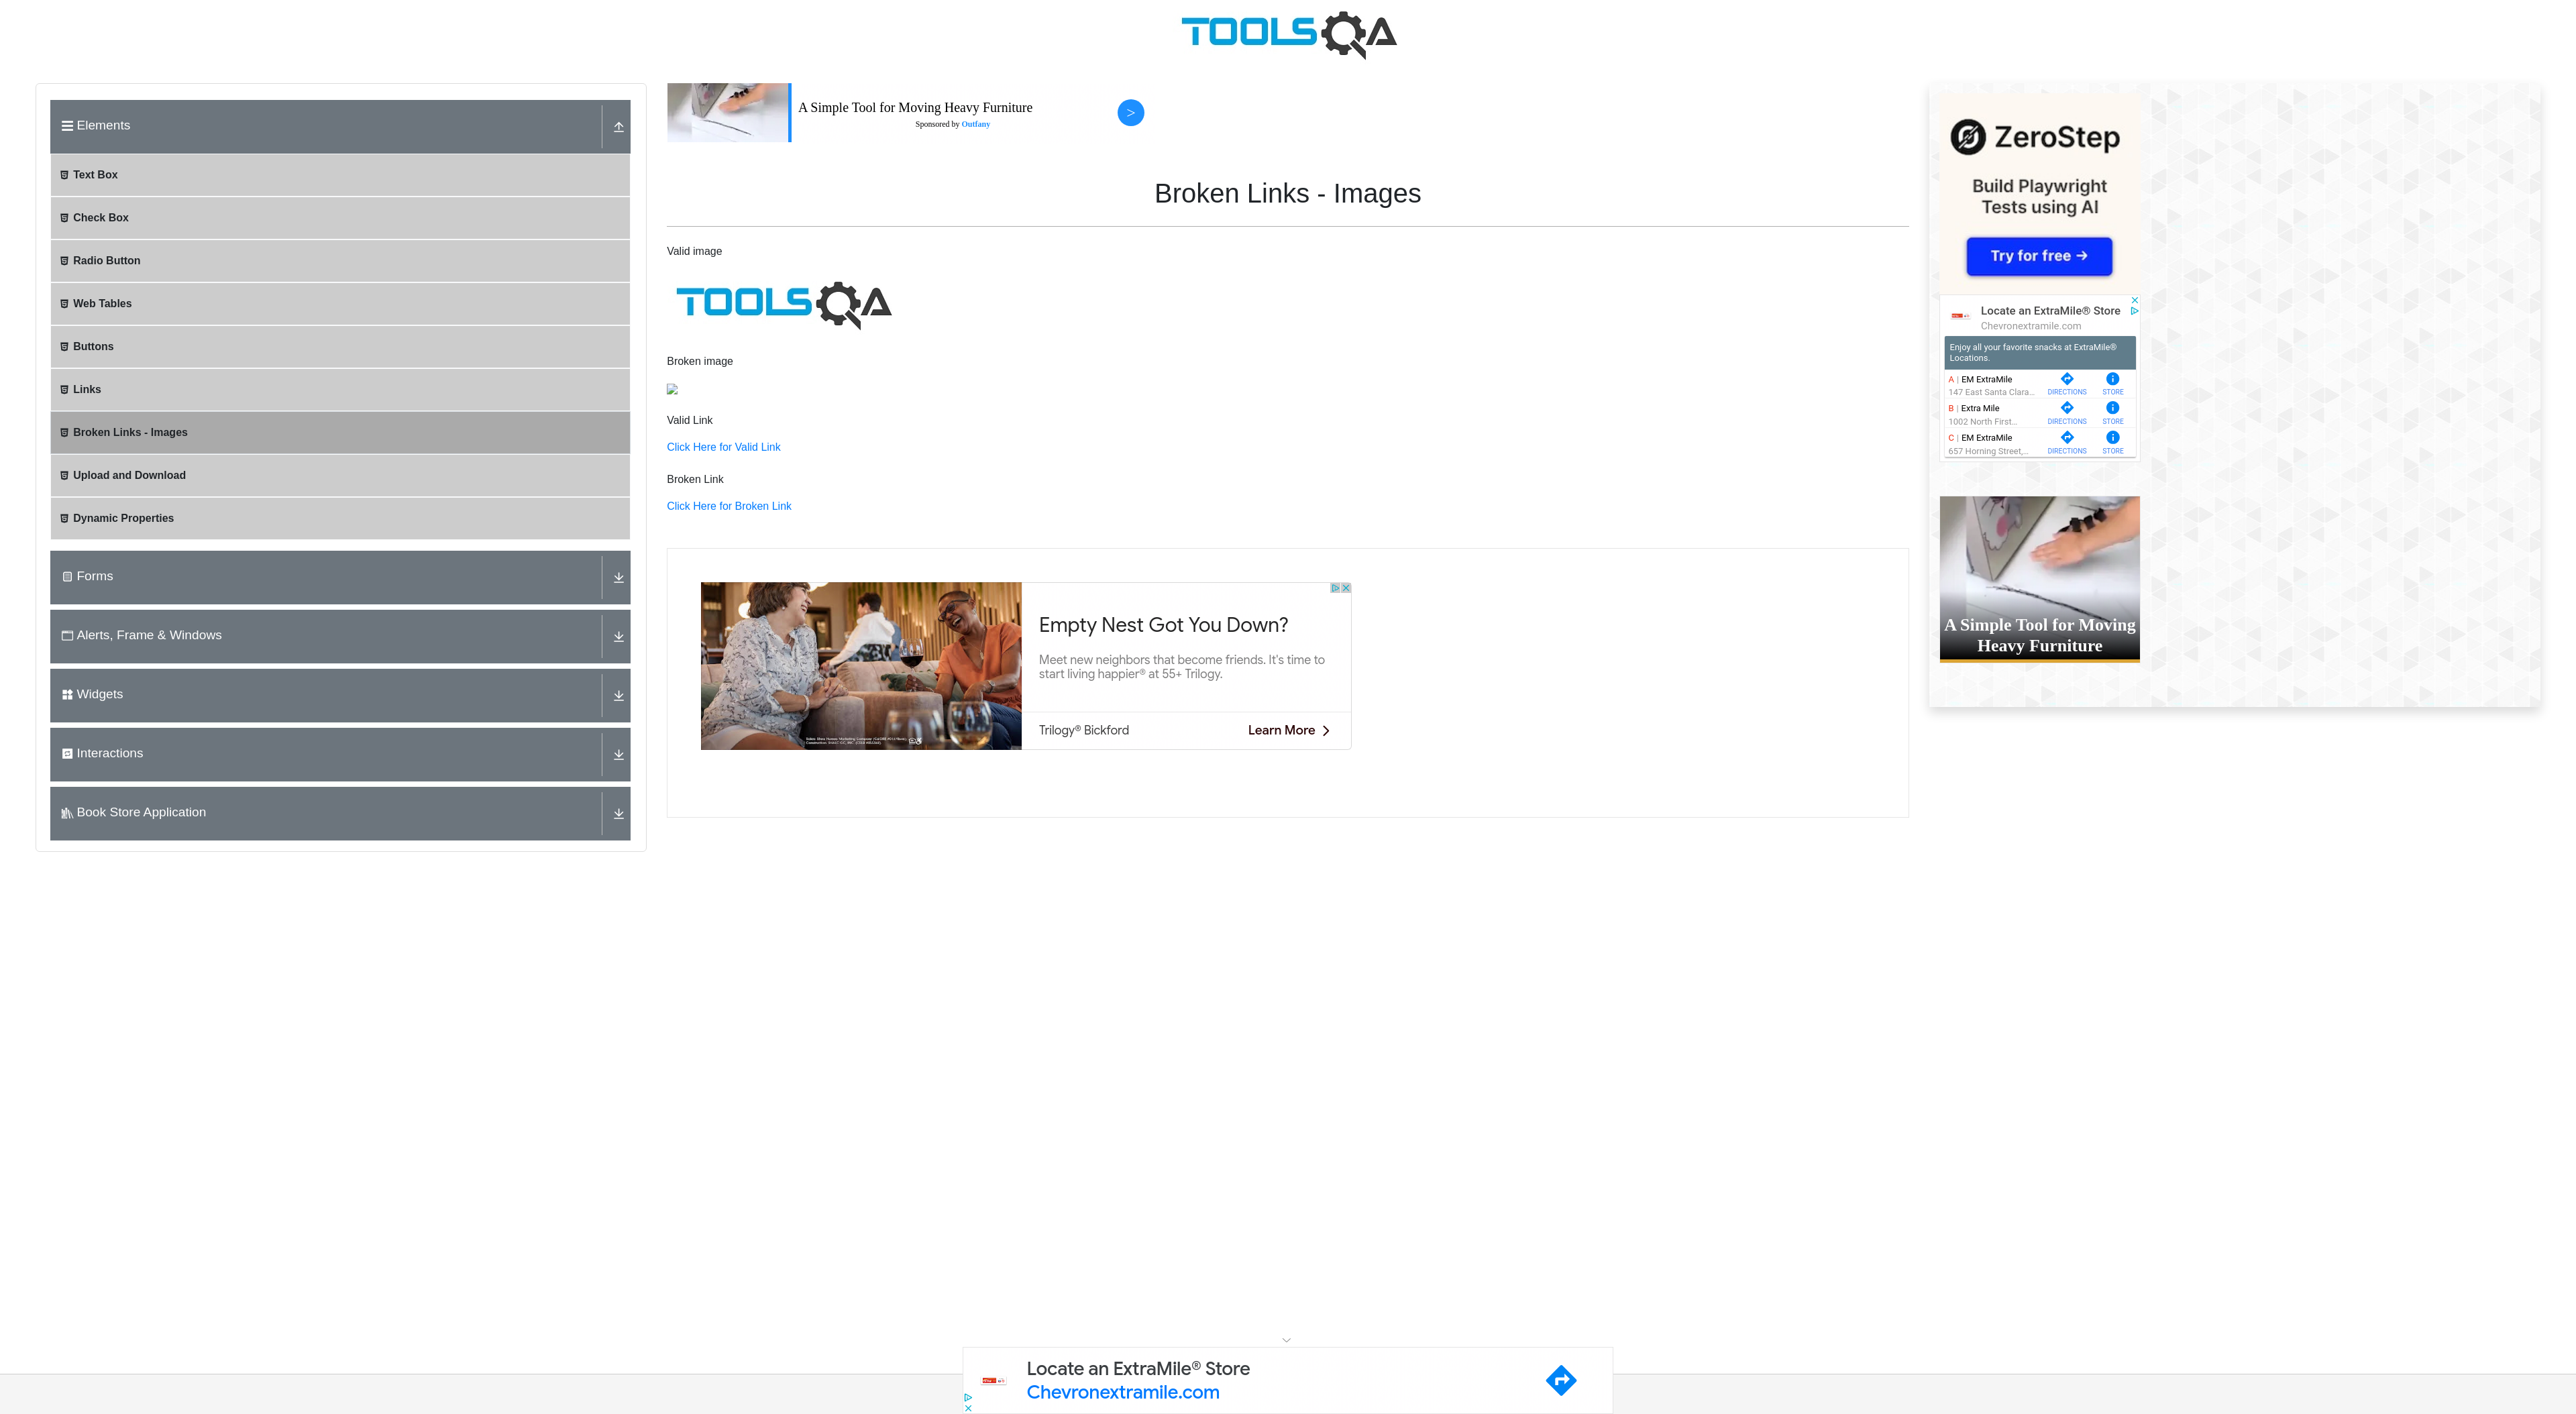 TOOLSQA
Elements
Text Box
Check Box
Radio Button
Web Tables
Buttons
Links
Broken Links - Images
Upload and Download
Dynamic Properties
Forms
Alerts, Frame & Windows
Widgets
Interactions
Book Store Application
A Simple Tool for Moving Heavy Furniture
Sponsored by Outfany
>
Broken Links - Images
Valid image
TOOLSQA
Broken image
Valid Link
Click Here for Valid Link
Broken Link
Click Here for Broken Link
Empty Nest Got You Down?
Meet new neighbors that become friends. It's time to
start living happier® at 55+ Trilogy.
Trilogy® Bickford
Learn More
ZeroStep
Build Playwright
Tests using AI
Try for free →
Locate an ExtraMile® Store
Chevronextramile.com
Enjoy all your favorite snacks at ExtraMile®
Locations.
A | EM ExtraMile
147 East Santa Clara...
DIRECTIONS STORE
B | Extra Mile
1002 North First...
DIRECTIONS STORE
C | EM ExtraMile
657 Horning Street,...
DIRECTIONS STORE
A Simple Tool for Moving
Heavy Furniture
Locate an ExtraMile® Store
Chevronextramile.com